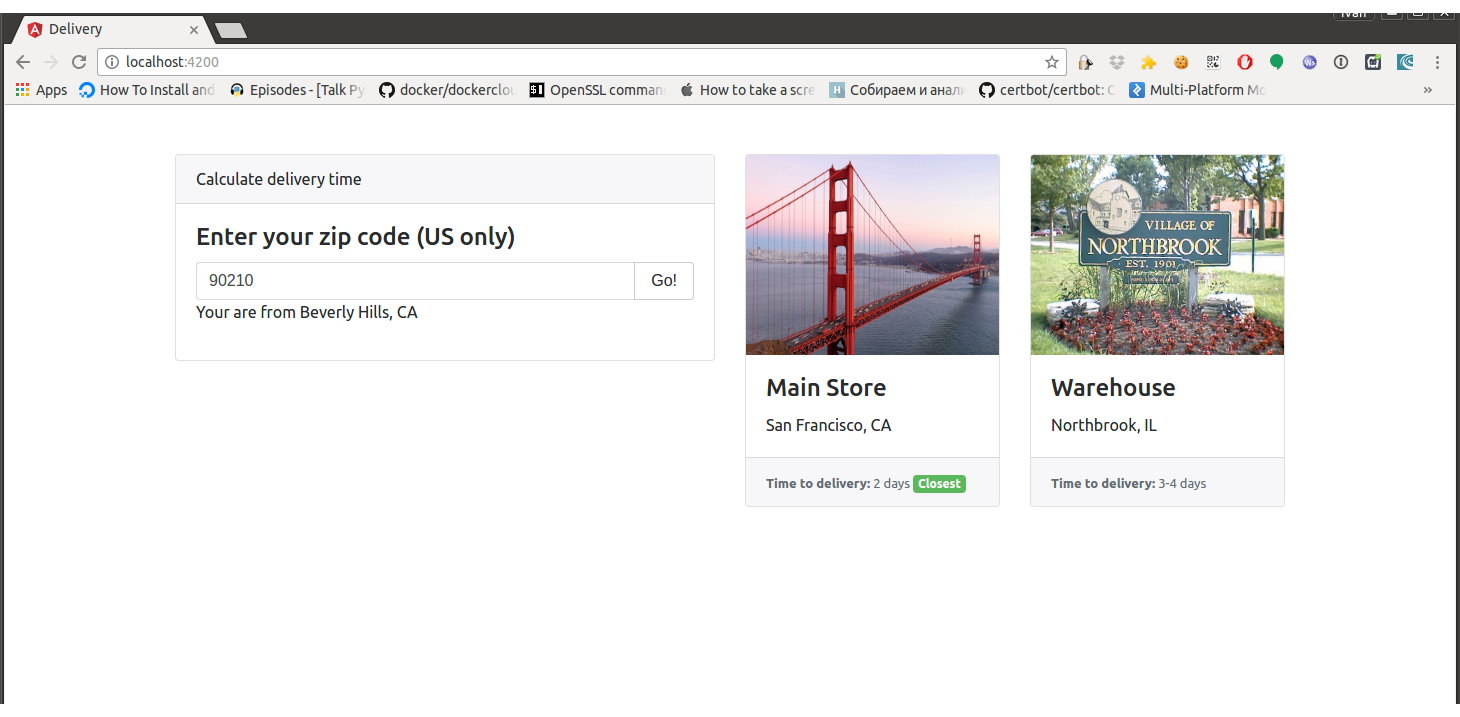 Ivan
Delivery
localhost:4200
Apps How To Install and Episodes - [Talk Py docker/dockerclou OpenSSL comman How to take a scre Собираем и анали certbot/certbot: C Multi-Platform Mo »
Calculate delivery time
Enter your zip code (US only)
90210 Go!
Your are from Beverly Hills, CA
VILLAGE OF
NORTHBROOK
EST. 1901
Main Store
San Francisco, CA
Time to delivery: 2 days Closest
Warehouse
Northbrook, IL
Time to delivery: 3-4 days